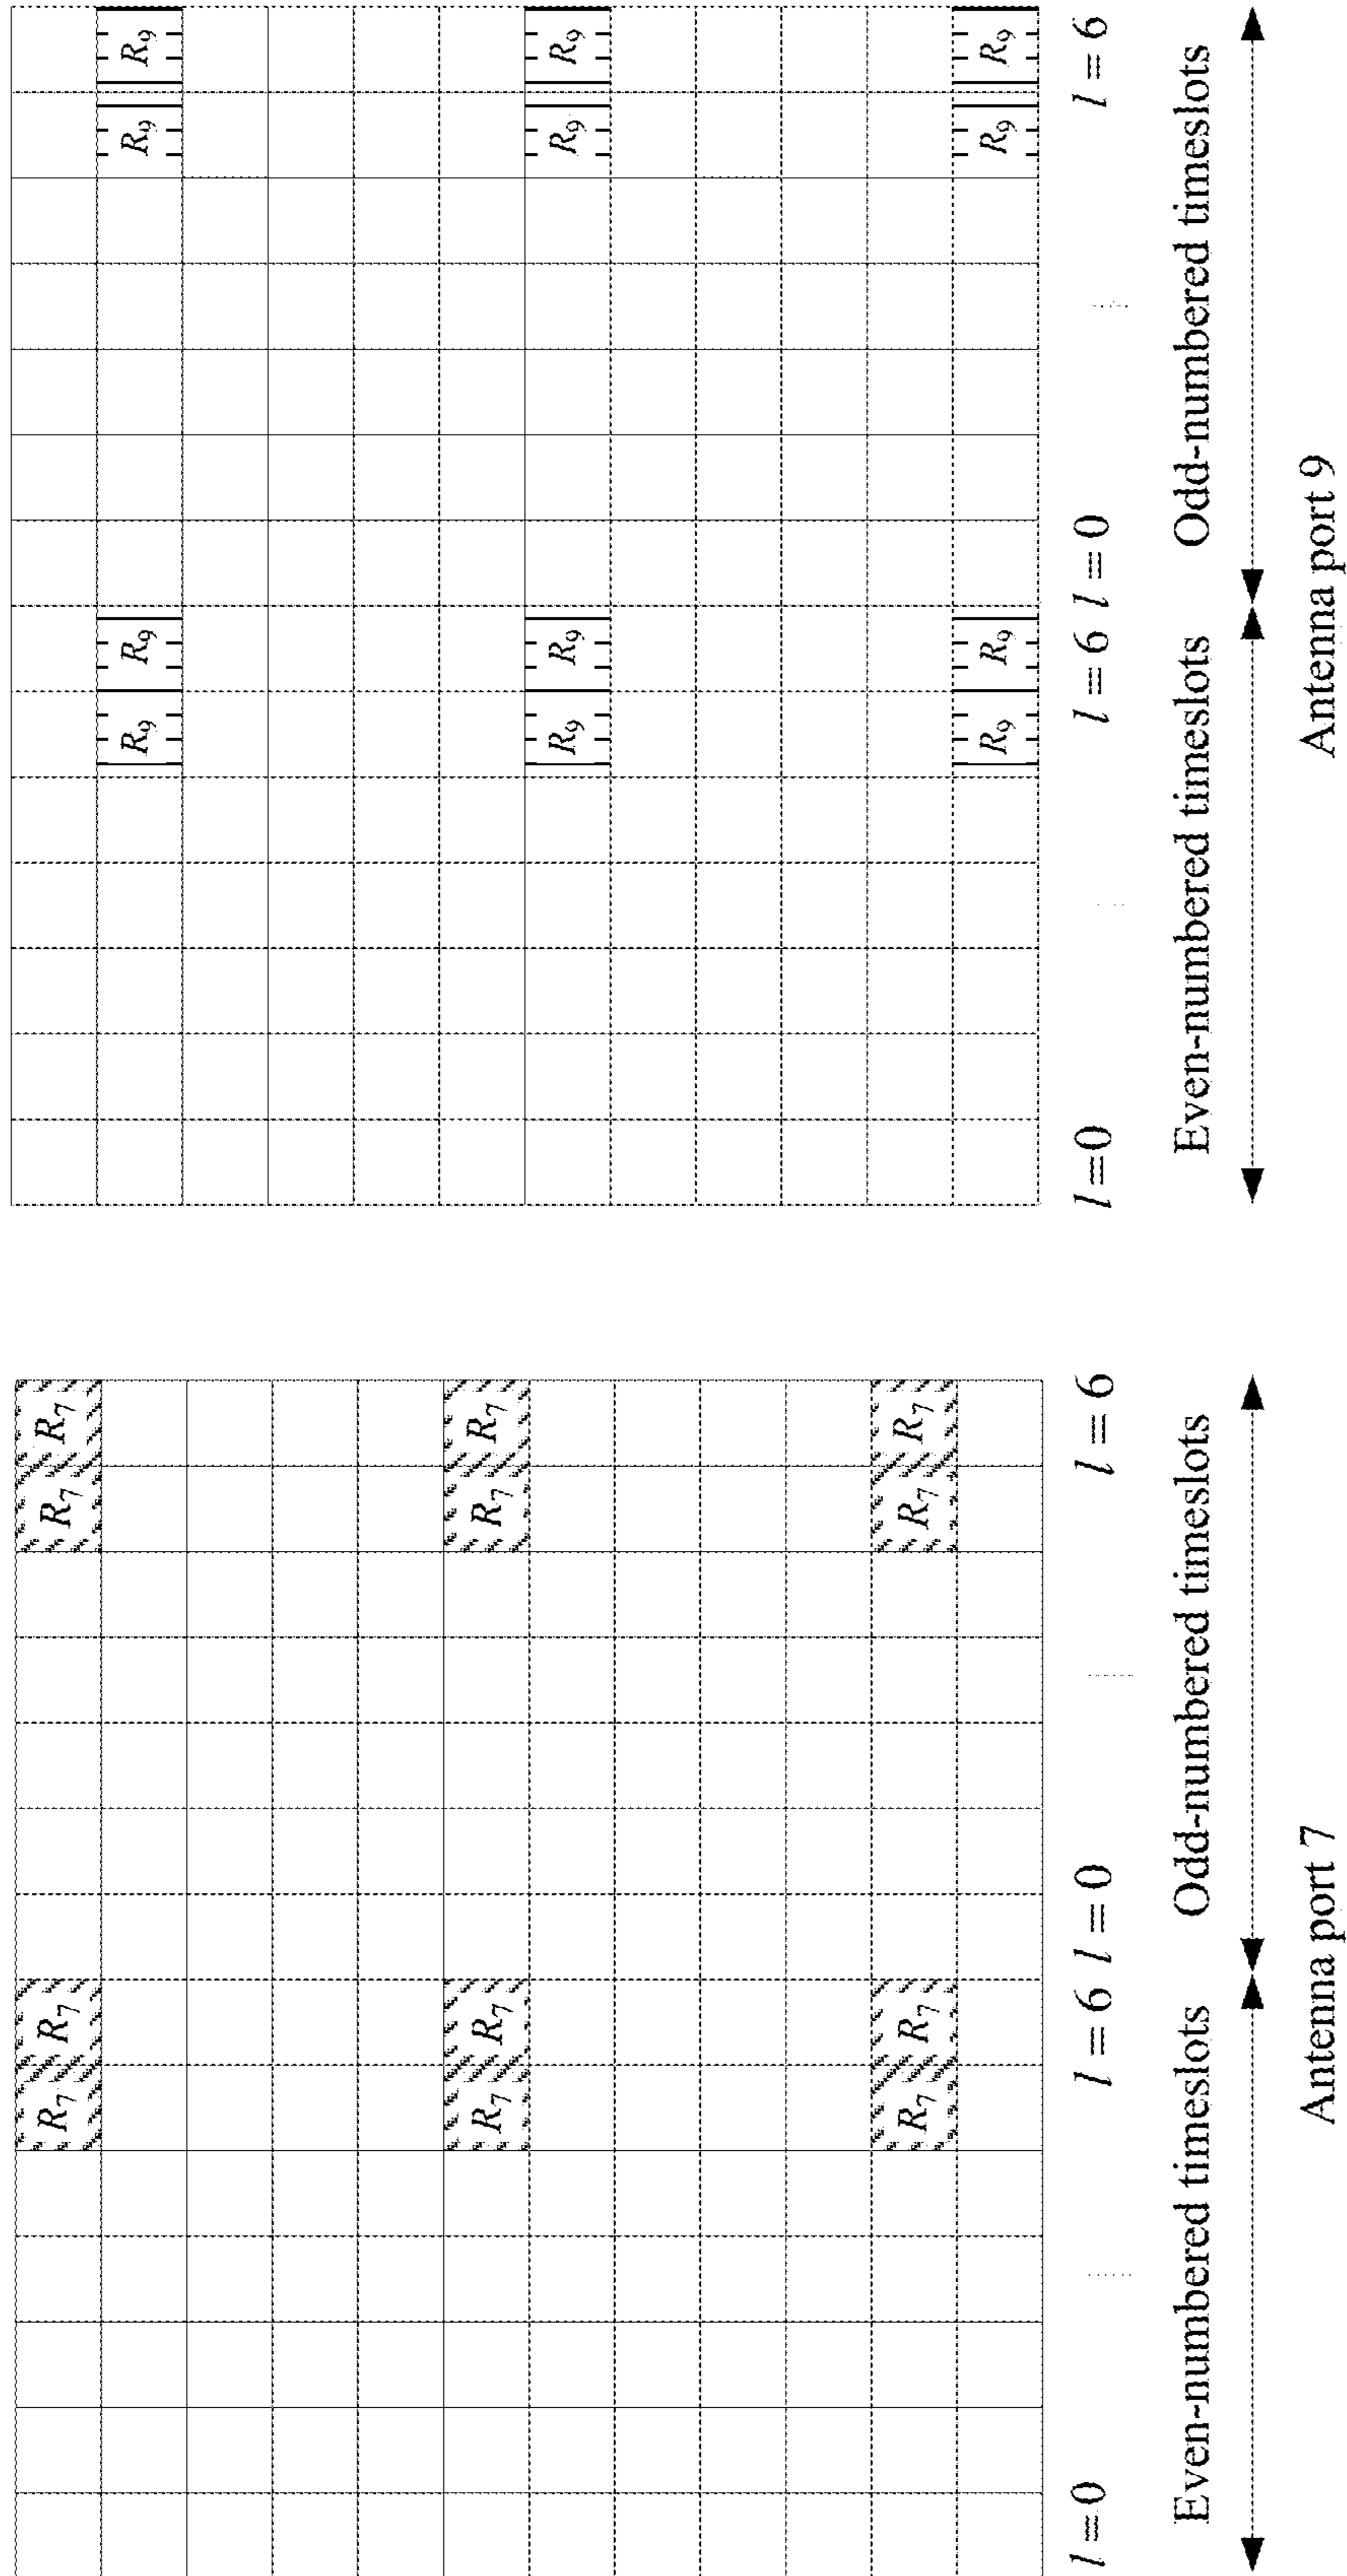 R7 R7 R7 R7
R7 R7 R7 R7
R7 R7 R7 R7
l=0 l = 6 l = 0 l = 6
Even-numbered timeslots Odd-numbered timeslots
Antenna port 7
R9 R9 R9 R9
R9 R9 R9 R9
R9 R9 R9 R9
l=0 l = 6 l = 0 l = 6
Even-numbered timeslots Odd-numbered timeslots
Antenna port 9